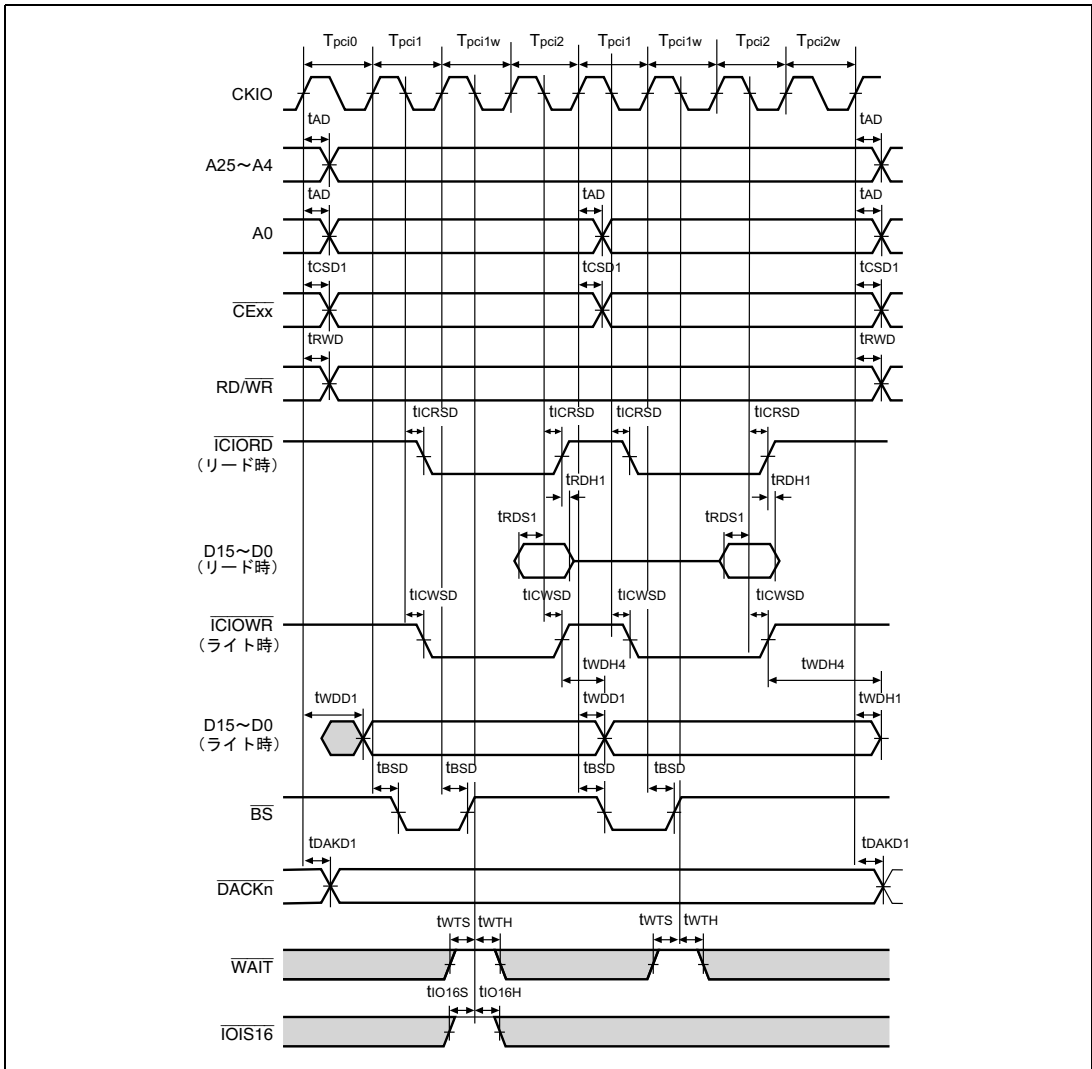 Tpci0 Tpci1 Tpci1w Tpci2 Tpci1 Tpci1w Tpci2 Tpci2w
CKIO
tAD tAD
A25～A4
tAD tAD tAD
A0
tCSD1 tCSD1 tCSD1
CExx
tRWD tRWD
RD/WR
tICRSD tICRSD tICRSD tICRSD
ICIORD
（リード時）
tRDH1 tRDH1
tRDS1 tRDS1
D15～D0
（リード時）
tICWSD tICWSD tICWSD tICWSD
ICIOWR
（ライト時）
tWDH4 tWDH4
tWDD1 tWDD1 tWDH1
D15～D0
（ライト時）
tBSD tBSD tBSD tBSD
BS
tDAKD1 tDAKD1
DACKn
tWTS tWTH tWTS tWTH
WAIT
tIO16S tIO16H
IOIS16